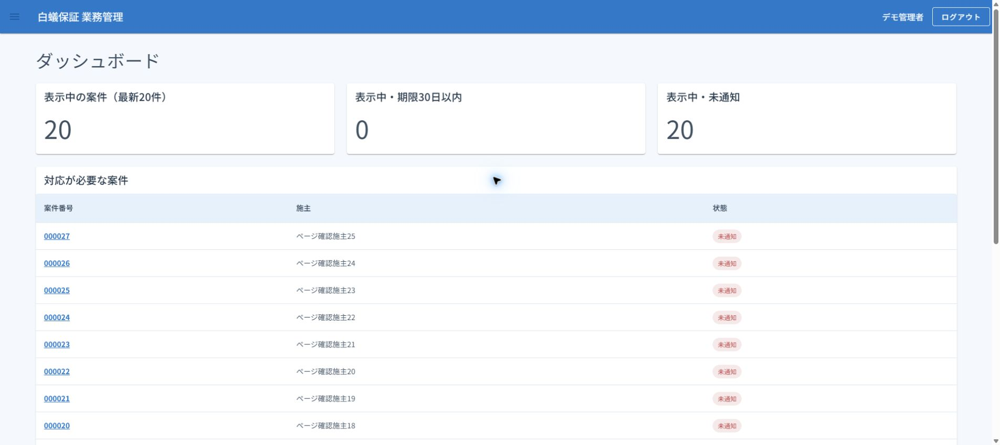 白蟻保証 業務管理
デモ管理者 ログアウト
ダッシュボード
表示中の案件（最新20件）
20
表示中・期限30日以内
0
表示中・未通知
20
対応が必要な案件
案件番号 施主 状態
000027 ページ確認施主25 未通知
000026 ページ確認施主24 未通知
000025 ページ確認施主23 未通知
000024 ページ確認施主22 未通知
000023 ページ確認施主21 未通知
000022 ページ確認施主20 未通知
000021 ページ確認施主19 未通知
000020 ページ確認施主18 未通知